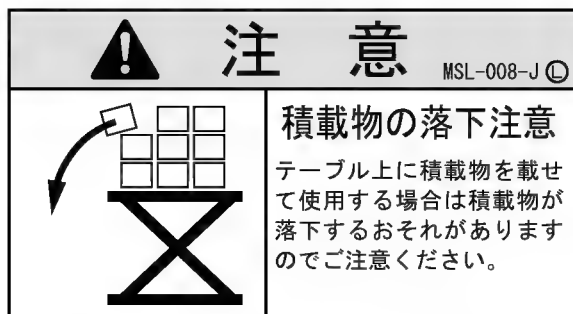 注意 MSL-008-J Ⓛ
積載物の落下注意
テーブル上に積載物を載せ
て使用する場合は積載物が
落下するおそれがあります
のでご注意ください。